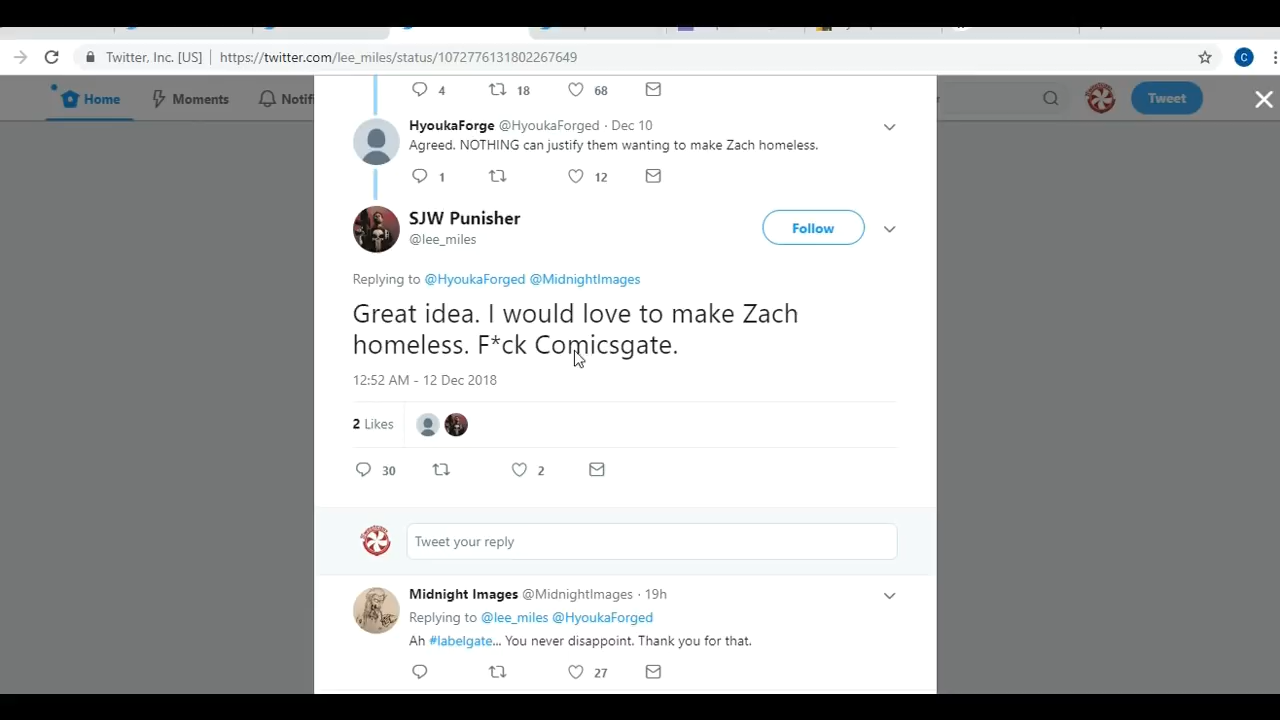 Twitter, Inc. [US] https://twitter.com/lee_miles/status/1072776131802267649 C
Home Moments Notifi Tweet
4 18 68
HyoukaForge @HyoukaForged · Dec 10
Agreed. NOTHING can justify them wanting to make Zach homeless.
1 12
SJW Punisher
@lee_miles
Follow
Replying to @HyoukaForged @MidnightImages
Great idea. I would love to make Zach
homeless. F*ck Comicsgate.
12:52 AM - 12 Dec 2018
2 Likes
30 2
Tweet your reply
Midnight Images @MidnightImages · 19h
Replying to @lee_miles @HyoukaForged
Ah #labelgate... You never disappoint. Thank you for that.
27